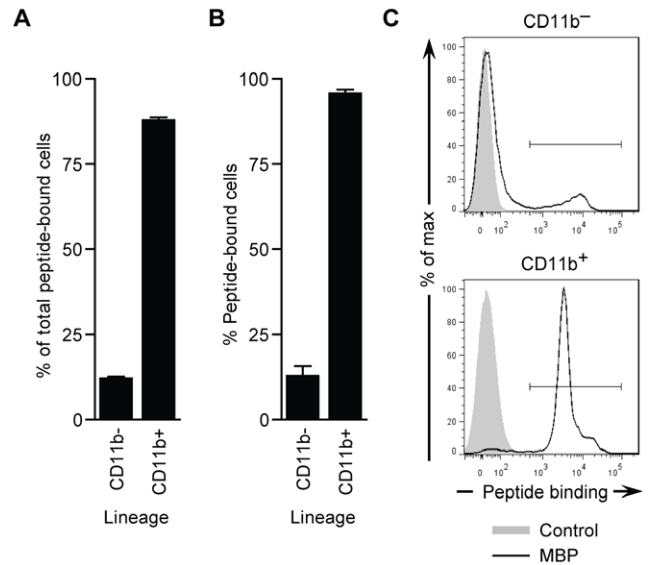 A
% of total peptide-bound cells
100
75
50
25
0
CD11b-
CD11b+
Lineage
B
% Peptide-bound cells
100
75
50
25
0
CD11b-
CD11b+
Lineage
C
% of max
CD11b–
100
80
60
40
20
0
0 10² 10³ 10⁴ 10⁵
CD11b+
100
80
60
40
20
0
0 10² 10³ 10⁴ 10⁵
Peptide binding
Control
MBP